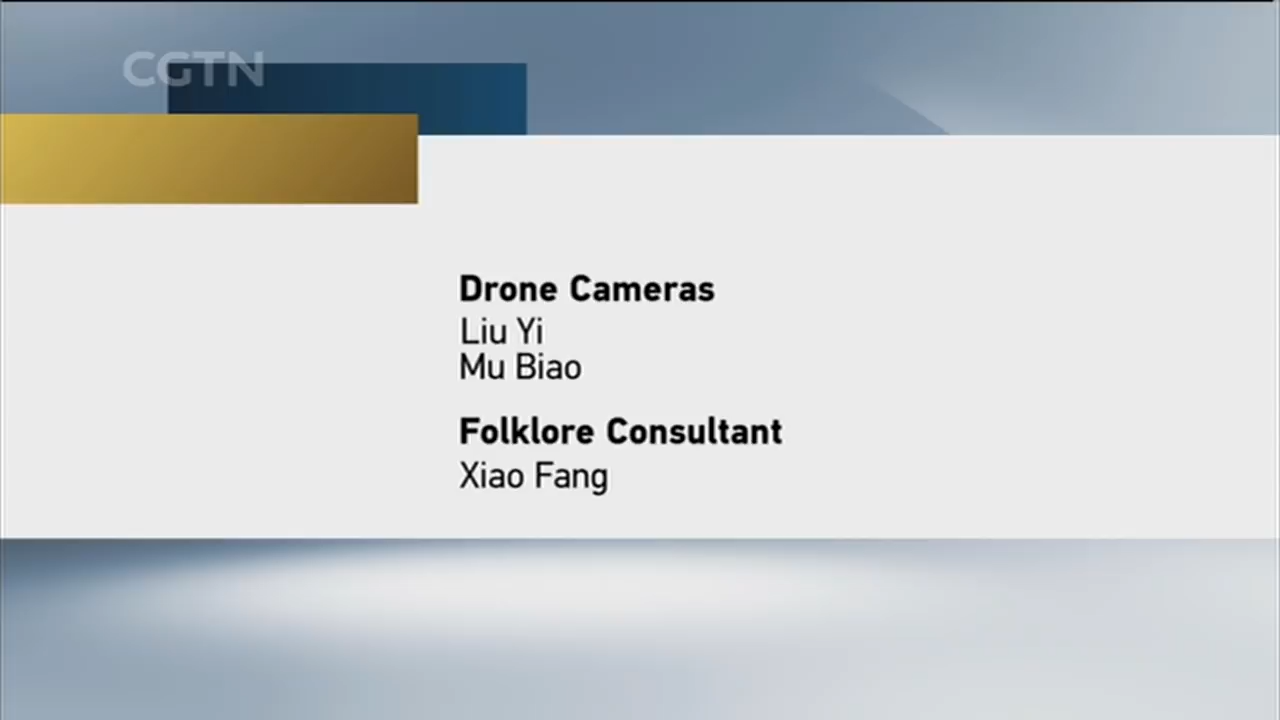 CGTN
Drone Cameras
Liu Yi
Mu Biao
Folklore Consultant
Xiao Fang